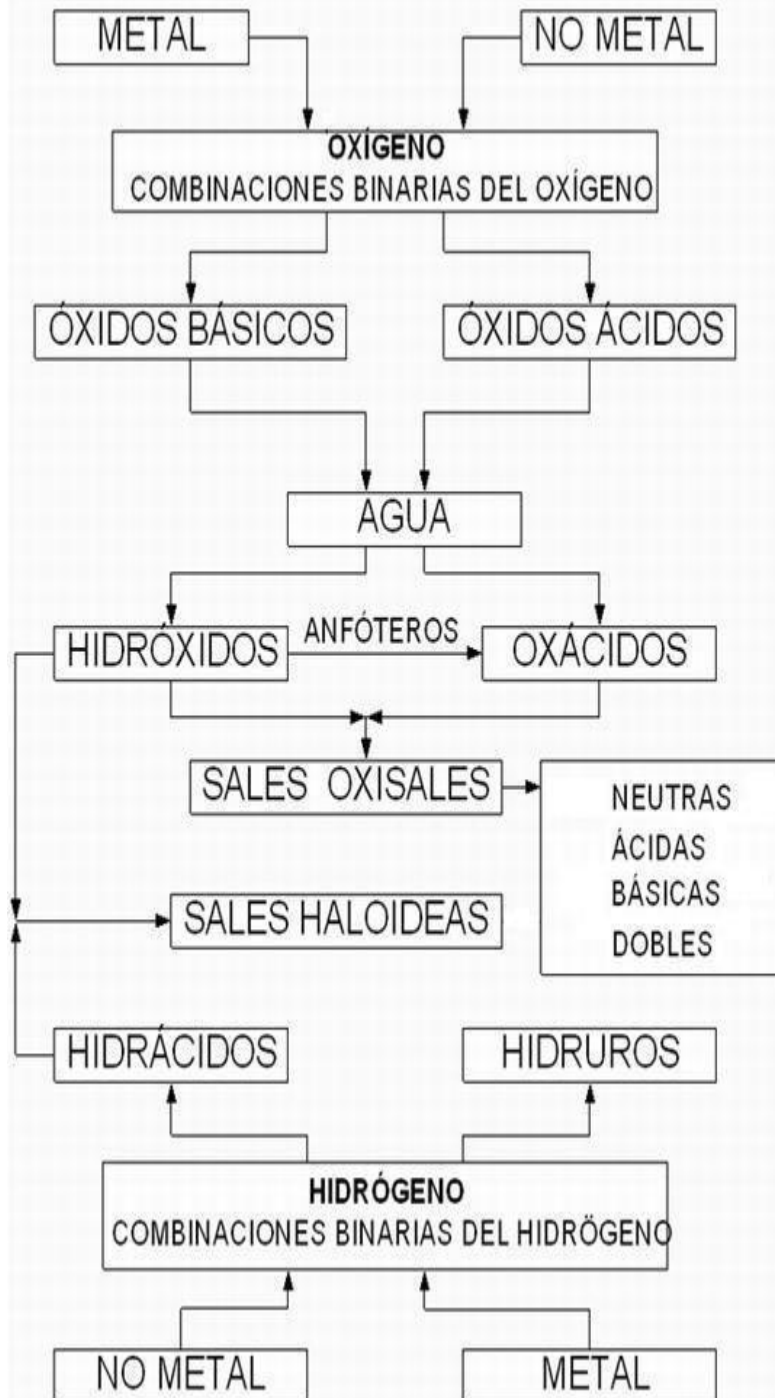 METAL
NO METAL
ÓXÍGENO
COMBINACIONES BINARIAS DEL OXÍGENO
ÓXIDOS BÁSICOS
ÓXIDOS ÁCIDOS
AGUA
HIDRÓXIDOS
ANFÓTEROS
OXÁCIDOS
SALES OXISALES
NEUTRAS
ÁCIDAS
BÁSICAS
DOBLES
SALES HALOIDEAS
HIDRÁCIDOS
HIDRUROS
HIDRÓGENO
COMBINACIONES BINARIAS DEL HIDRÖGENO
NO METAL
METAL